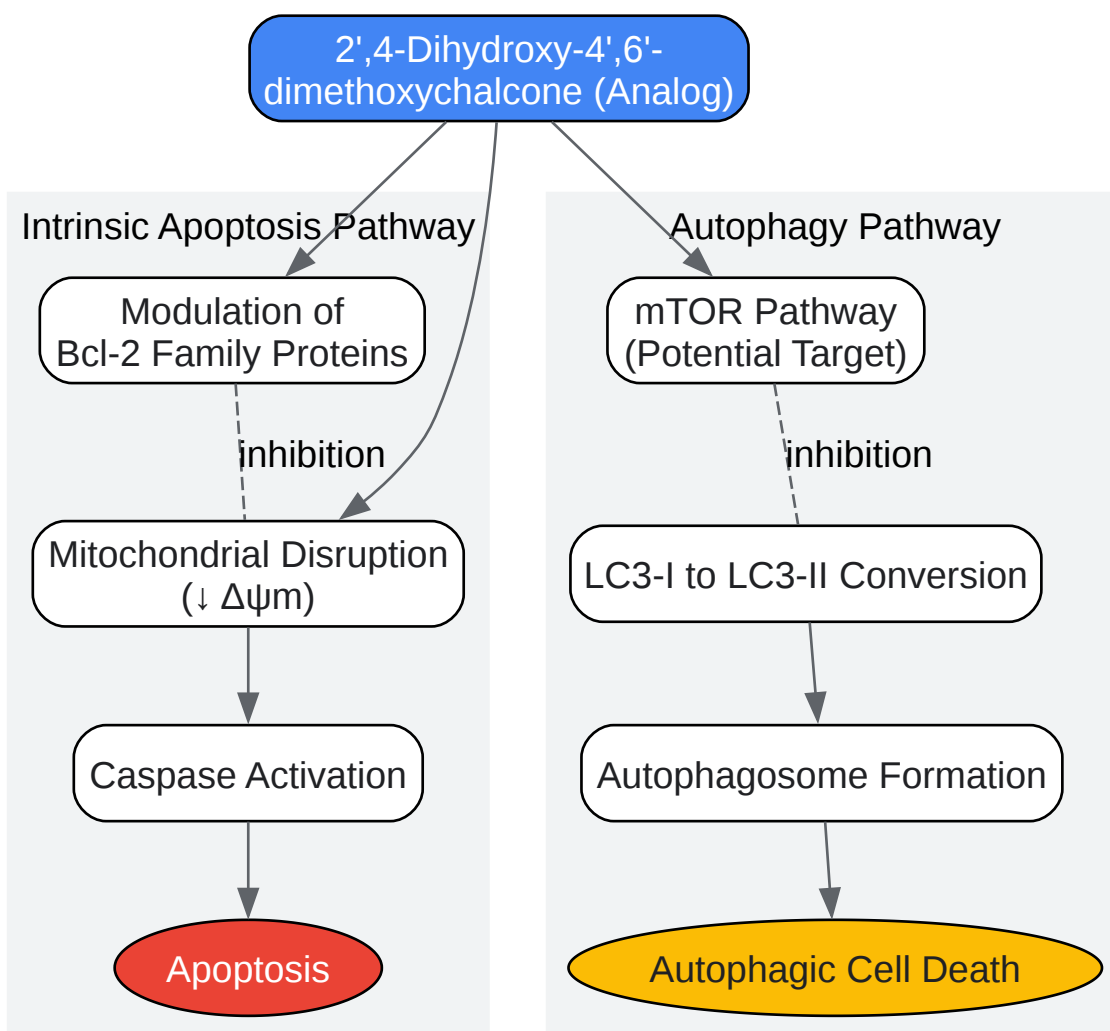 2',4-Dihydroxy-4',6'-
dimethoxychalcone (Analog)
Intrinsic Apoptosis Pathway
Modulation of
Bcl-2 Family Proteins
inhibition
Mitochondrial Disruption
(↓ Δψm)
Caspase Activation
Apoptosis
Autophagy Pathway
mTOR Pathway
(Potential Target)
inhibition
LC3-I to LC3-II Conversion
Autophagosome Formation
Autophagic Cell Death